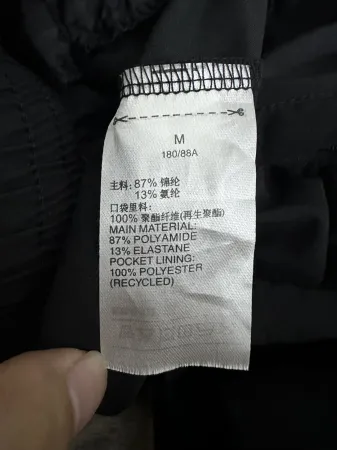 M
180/88A
主料: 87% 锦纶
13% 氨纶
口袋里料:
100% 聚酯纤维(再生聚酯)
MAIN MATERIAL:
87% POLYAMIDE
13% ELASTANE
POCKET LINING:
100% POLYESTER
(RECYCLED)